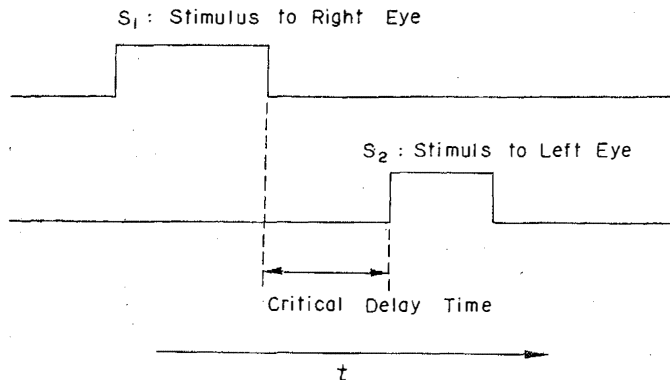 S₁ : Stimulus to Right Eye
S₂ : Stimuls to Left Eye
Critical Delay Time
t